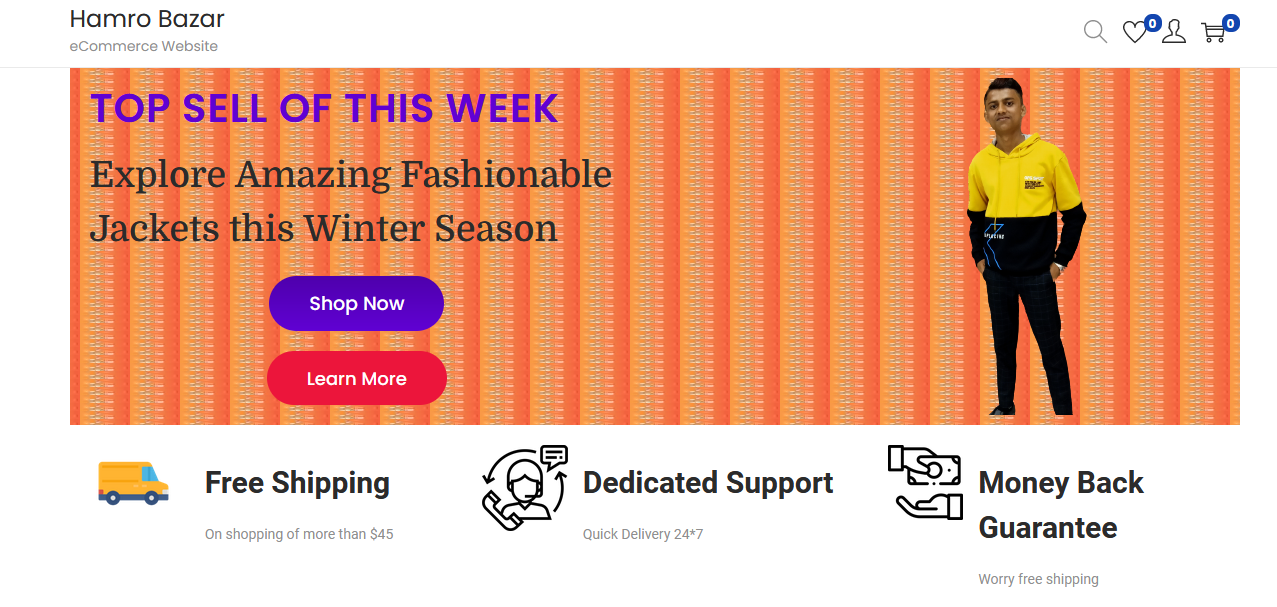 Hamro Bazar
eCommerce Website
0
0
TOP SELL OF THIS WEEK
Explore Amazing Fashionable
Jackets this Winter Season
Shop Now
Learn More
Free Shipping
On shopping of more than $45
Dedicated Support
Quick Delivery 24*7
Money Back
Guarantee
Worry free shipping